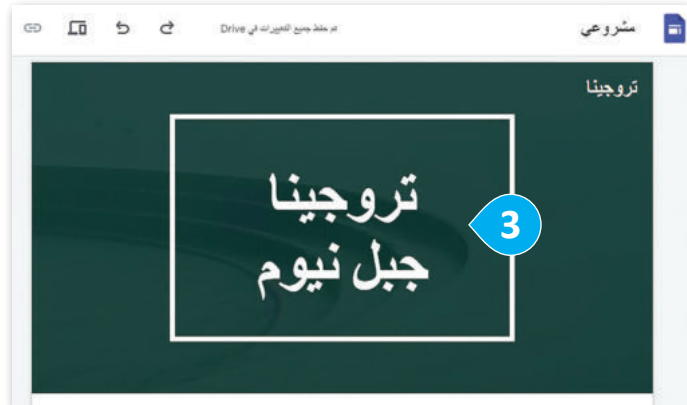 مشروعي
تم حفظ جميع التغييرات في Drive
تروجينا
تروجينا
جبل نيوم
3